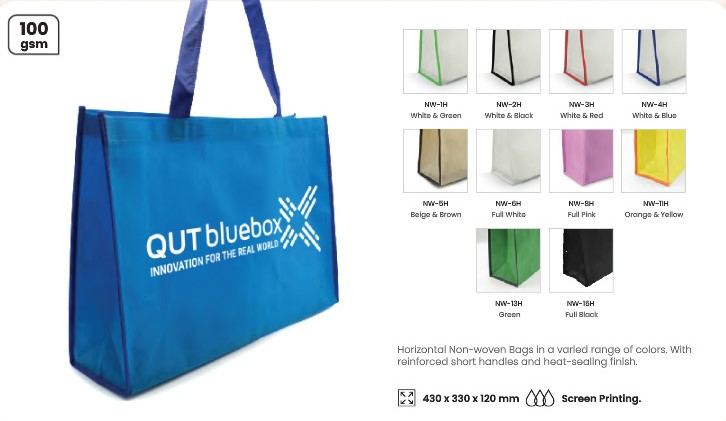 100
gsm
QUT bluebox
INNOVATION FOR THE REAL WORLD
NW-1H
White & Green
NW-2H
White & Black
NW-3H
White & Red
NW-4H
White & Blue
NW-5H
Beige & Brown
NW-6H
Full White
NW-8H
Full Pink
NW-11H
Orange & Yellow
NW-13H
Green
NW-15H
Full Black
Horizontal Non-woven Bags in a varied range of colors. With
reinforced short handles and heat-sealing finish.
430 x 330 x 120 mm
Screen Printing.